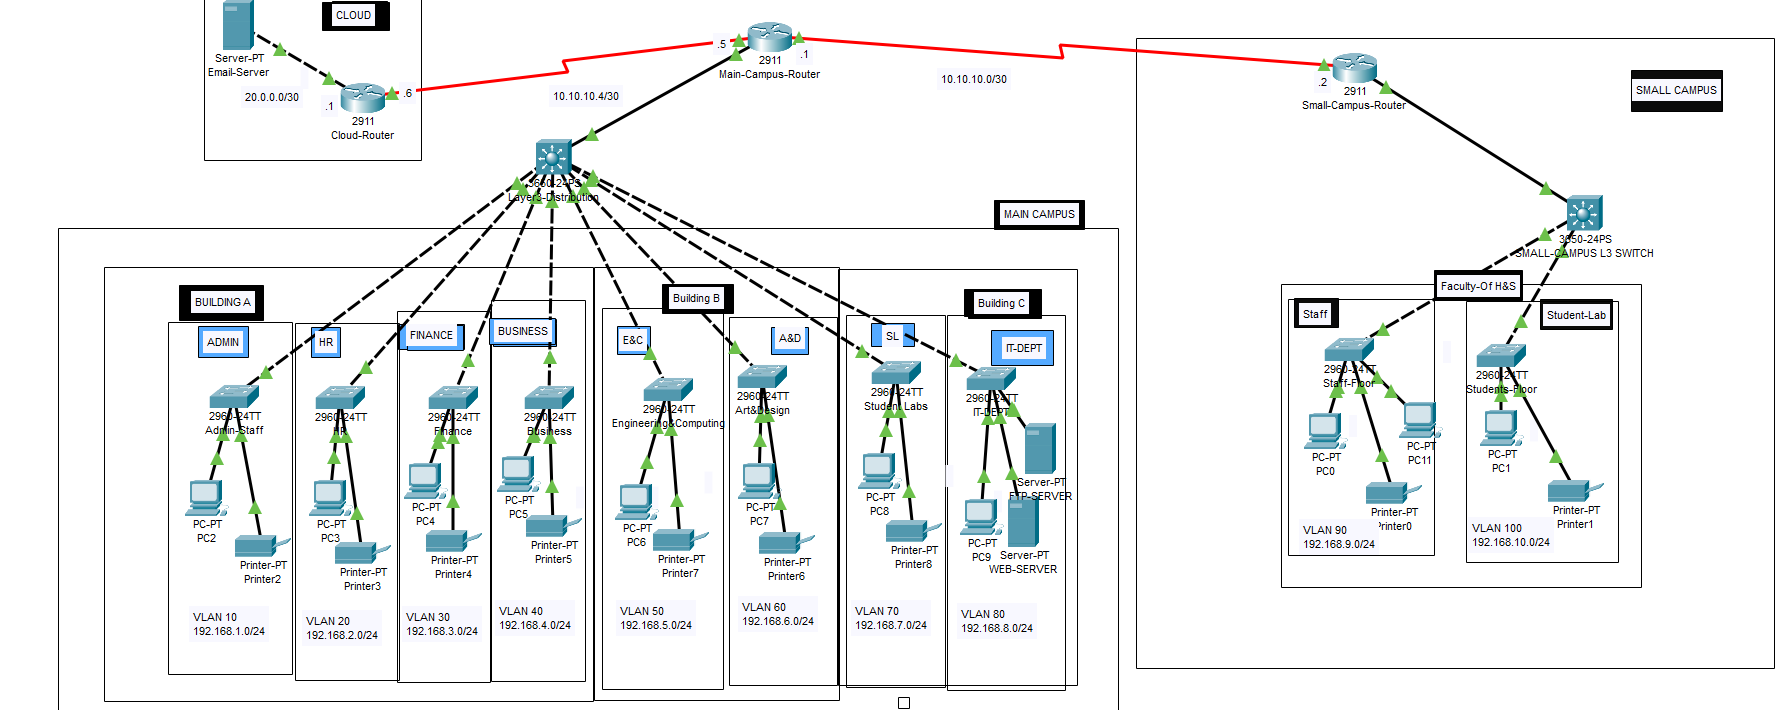 CLOUD
Server-PT
Email-Server
20.0.0.0/30
.1
.6
2911
Cloud-Router
10.10.10.4/30
.5
.1
2911
Main-Campus-Router
10.10.10.0/30
.2
2911
Small-Campus-Router
SMALL CAMPUS
Layer3-Distribution
MAIN CAMPUS
3650-24PS
SMALL-CAMPUS L3 SWITCH
BUILDING A
ADMIN
2960-24TT
Admin-Staff
PC-PT
PC2
Printer-PT
Printer2
VLAN 10
192.168.1.0/24
HR
2960-24TT
HR
PC-PT
PC3
Printer-PT
Printer3
VLAN 20
192.168.2.0/24
FINANCE
2960-24TT
Finance
PC-PT
PC4
Printer-PT
Printer4
VLAN 30
192.168.3.0/24
BUSINESS
2960-24TT
Business
PC-PT
PC5
Printer-PT
Printer5
VLAN 40
192.168.4.0/24
Building B
E&C
2960-24TT
Engineering&Computing
PC-PT
PC6
Printer-PT
Printer7
VLAN 50
192.168.5.0/24
A&D
2960-24TT
Art&Design
PC-PT
PC7
Printer-PT
Printer6
VLAN 60
192.168.6.0/24
Building C
SL
2960-24TT
Student Labs
PC-PT
PC8
Printer-PT
Printer8
VLAN 70
192.168.7.0/24
IT-DEPT
2960-24TT
IT-DEPT
Server-PT
FTP-SERVER
PC-PT
PC9
Server-PT
WEB-SERVER
VLAN 80
192.168.8.0/24
Faculty-Of H&S
Staff
2960-24TT
Staff-Floor
PC-PT
PC0
PC-PT
PC11
Printer-PT
Printer0
VLAN 90
192.168.9.0/24
Student-Lab
2960-24TT
Students-Floor
PC-PT
PC1
Printer-PT
Printer1
VLAN 100
192.168.10.0/24